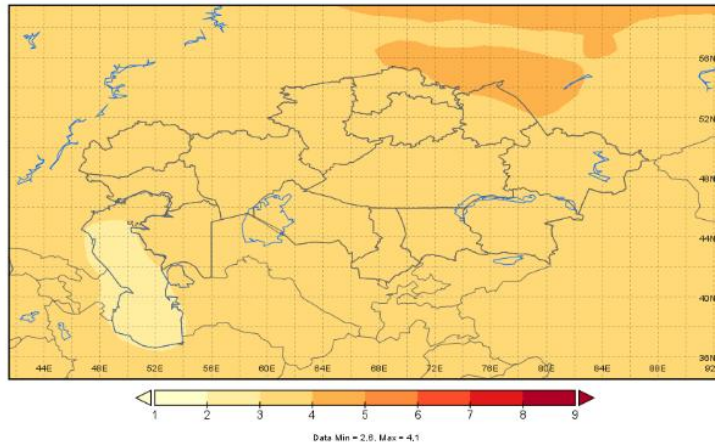 56N
52N
48N
44N
40N
36N
44E 48E 52E 56E 60E 64E 68E 72E 76E 80E 84E 88E 92
1 2 3 4 5 6 7 8 9
Data Min = 2.6, Max = 4.1